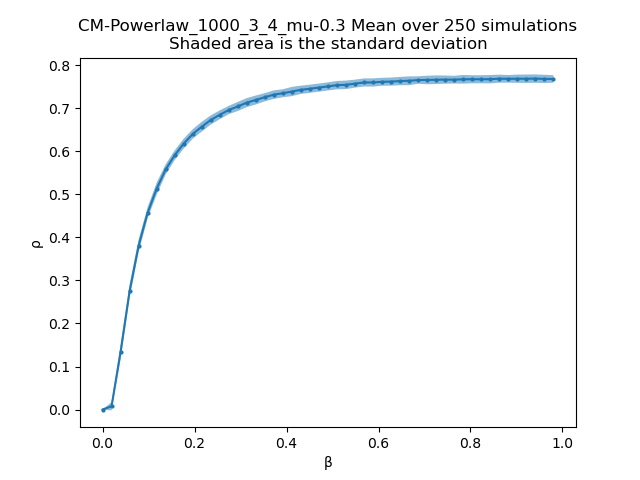 CM-Powerlaw_1000_3_4_mu-0.3 Mean over 250 simulations
Shaded area is the standard deviation
0.8
0.7
0.6
0.5
0.4
0.3
0.2
0.1
0.0
ρ
0.0 0.2 0.4 0.6 0.8 1.0
β